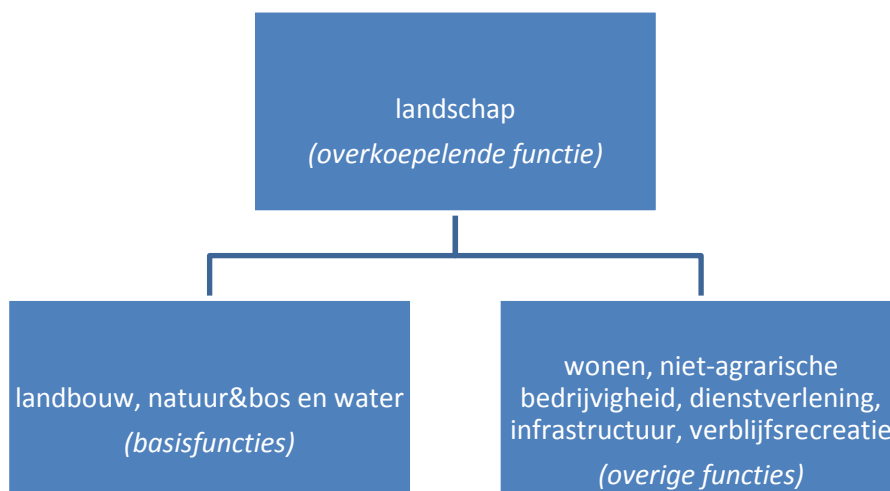 landschap
(overkoepelende functie)
landbouw, natuur&bos en water
(basisfuncties)
wonen, niet-agrarische
bedrijvigheid, dienstverlening,
infrastructuur, verblijfsrecreatie
(overige functies)